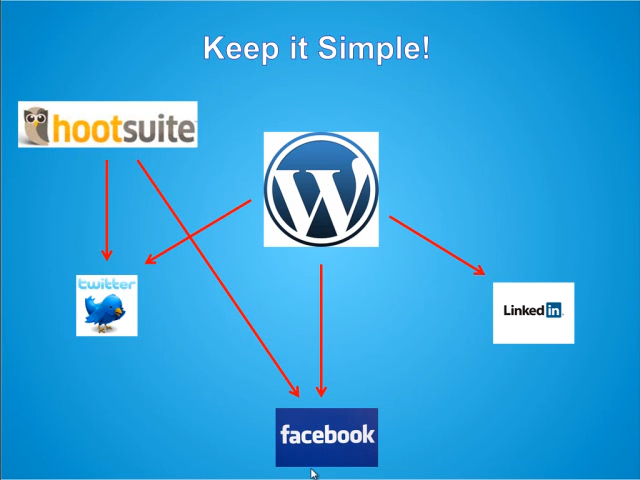 Keep it Simple!
hootsuite
W
twitter
Linked in
facebook